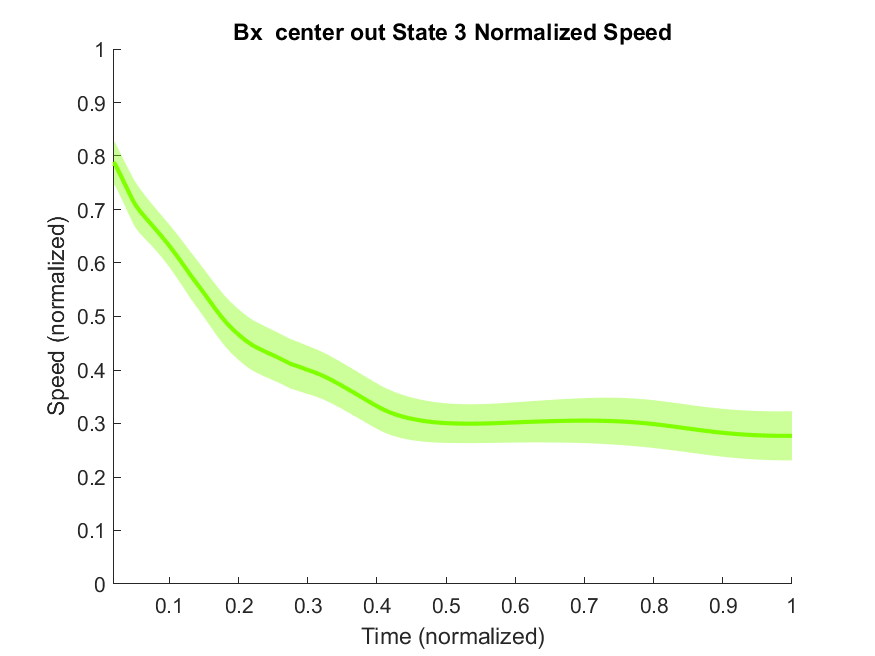 Bx  center out State 3 Normalized Speed
1
0.9
0.8
0.7
0.6
0.5
0.4
0.3
0.2
0.1
0
Speed (normalized)
0.1 0.2 0.3 0.4 0.5 0.6 0.7 0.8 0.9 1
Time (normalized)